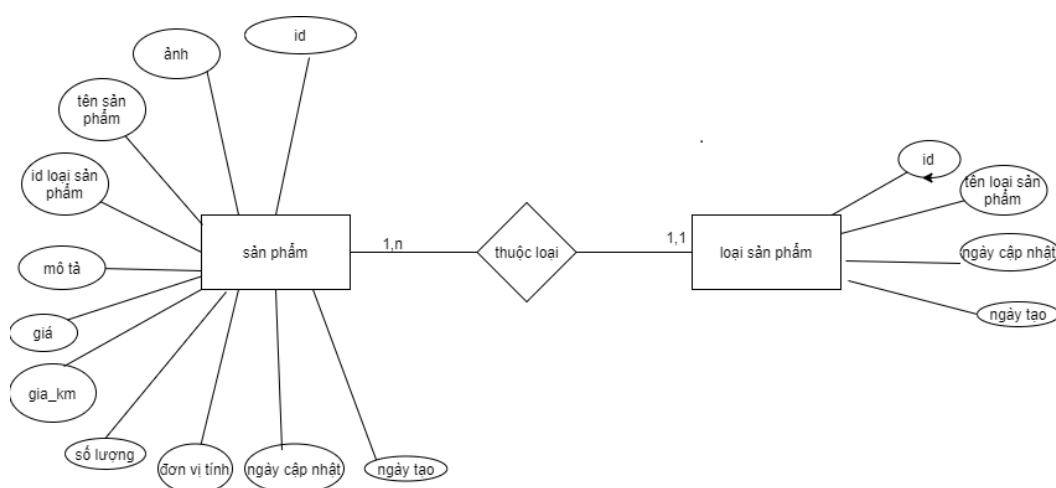 id
ảnh
tên sản
phẩm
id loại sản
phẩm
mô tả
giá
gia_km
số lượng
đơn vị tính
ngày cập nhật
ngày tạo
sản phẩm
1,n
thuộc loại
1,1
loại sản phẩm
id
tên loại sản
phẩm
ngày cập nhật
ngày tạo